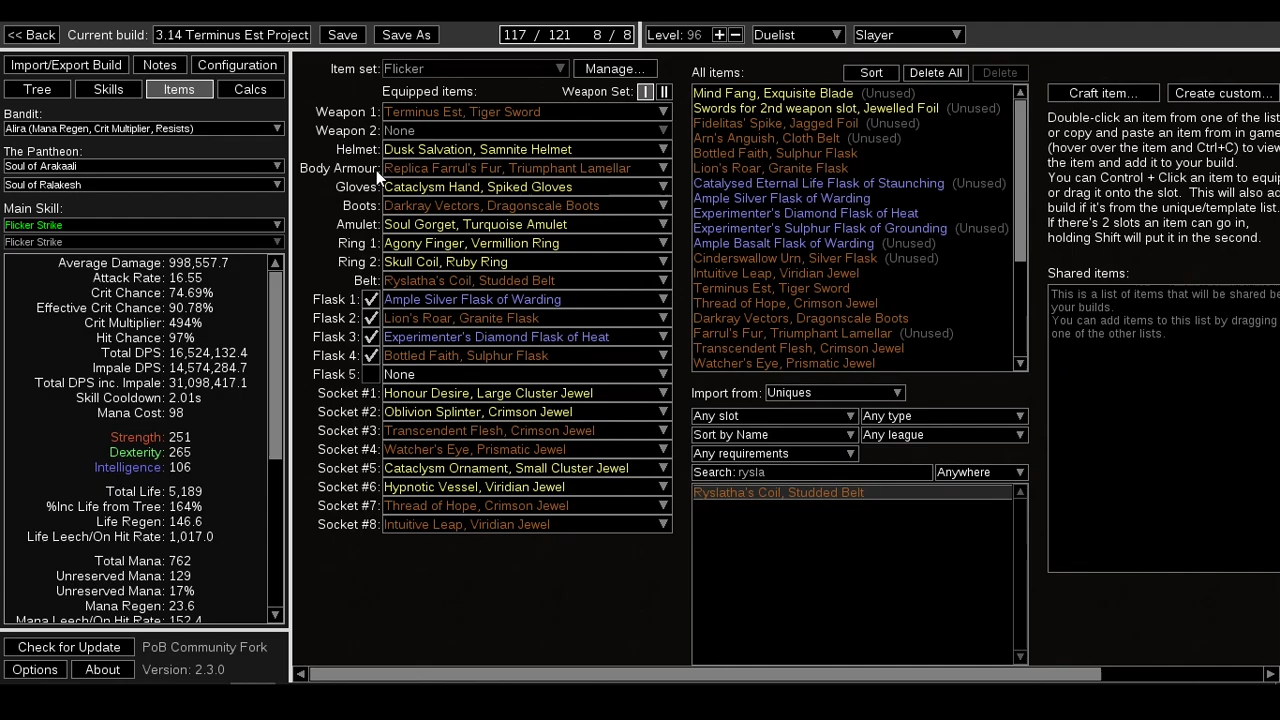 << Back
Current build: 3.14 Terminus Est Project
Save
Save As
117 / 121 8 / 8
Level: 96 + -
Duelist
Slayer
Import/Export Build
Notes
Configuration
Tree
Skills
Items
Calcs
Bandit:
Alira (Mana Regen, Crit Multiplier, Resists)
The Pantheon:
Soul of Arakaali
Soul of Ralakesh
Main Skill:
Flicker Strike
Flicker Strike
Average Damage: 998,557.7
Attack Rate: 16.55
Crit Chance: 74.69%
Effective Crit Chance: 90.78%
Crit Multiplier: 494%
Hit Chance: 97%
Total DPS: 16,524,132.4
Impale DPS: 14,574,284.7
Total DPS inc. Impale: 31,098,417.1
Skill Cooldown: 2.01s
Mana Cost: 98
Strength: 251
Dexterity: 265
Intelligence: 106
Total Life: 5,189
%Inc Life from Tree: 164%
Life Regen: 146.6
Life Leech/On Hit Rate: 1,017.0
Total Mana: 762
Unreserved Mana: 129
Unreserved Mana: 17%
Mana Regen: 23.6
Mana Leech/On Hit Rate: 152.4
Check for Update
PoB Community Fork
Options
About
Version: 2.3.0
Item set: Flicker
Manage...
Equipped items:
Weapon Set: I II
Weapon 1: Terminus Est, Tiger Sword
Weapon 2: None
Helmet: Dusk Salvation, Samnite Helmet
Body Armour: Replica Farrul's Fur, Triumphant Lamellar
Gloves: Cataclysm Hand, Spiked Gloves
Boots: Darkray Vectors, Dragonscale Boots
Amulet: Soul Gorget, Turquoise Amulet
Ring 1: Agony Finger, Vermillion Ring
Ring 2: Skull Coil, Ruby Ring
Belt: Ryslatha's Coil, Studded Belt
Flask 1: Ample Silver Flask of Warding
Flask 2: Lion's Roar, Granite Flask
Flask 3: Experimenter's Diamond Flask of Heat
Flask 4: Bottled Faith, Sulphur Flask
Flask 5: None
Socket #1: Honour Desire, Large Cluster Jewel
Socket #2: Oblivion Splinter, Crimson Jewel
Socket #3: Transcendent Flesh, Crimson Jewel
Socket #4: Watcher's Eye, Prismatic Jewel
Socket #5: Cataclysm Ornament, Small Cluster Jewel
Socket #6: Hypnotic Vessel, Viridian Jewel
Socket #7: Thread of Hope, Crimson Jewel
Socket #8: Intuitive Leap, Viridian Jewel
All items:
Sort
Delete All
Delete
Mind Fang, Exquisite Blade (Unused)
Swords for 2nd weapon slot, Jewelled Foil (Unused)
Fidelitas' Spike, Jagged Foil (Unused)
Arn's Anguish, Cloth Belt (Unused)
Bottled Faith, Sulphur Flask
Lion's Roar, Granite Flask
Catalysed Eternal Life Flask of Staunching (Unused)
Ample Silver Flask of Warding
Experimenter's Diamond Flask of Heat
Experimenter's Sulphur Flask of Grounding (Unused)
Ample Basalt Flask of Warding (Unused)
Cinderswallow Urn, Silver Flask (Unused)
Intuitive Leap, Viridian Jewel
Terminus Est, Tiger Sword
Thread of Hope, Crimson Jewel
Darkray Vectors, Dragonscale Boots
Farrul's Fur, Triumphant Lamellar (Unused)
Transcendent Flesh, Crimson Jewel
Watcher's Eye, Prismatic Jewel
Import from: Uniques
Any slot
Any type
Sort by Name
Any league
Any requirements
Search: rysla
Anywhere
Ryslatha's Coil, Studded Belt
Craft item...
Create custom...
Double-click an item from one of the list
or copy and paste an item from in game
(hover over the item and Ctrl+C) to view
the item and add it to your build.
You can Control + Click an item to equip
or drag it onto the slot. This will also ad
build if it's from the unique/template list.
If there's 2 slots an item can go in,
holding Shift will put it in the second.
Shared items:
This is a list of items that will be shared be
your builds.
You can add items to this list by dragging
one of the other lists.